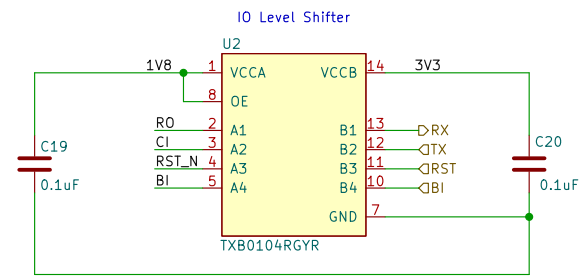 IO Level Shifter
U2
1V8 1 VCCA VCCB 14 3V3
8 OE
RO 2 A1 B1 13 RX
CI 3 A2 B2 12 TX
RST_N 4 A3 B3 11 RST
BI 5 A4 B4 10 BI
C19
0.1uF
C20
0.1uF
GND 7
TXB0104RGYR